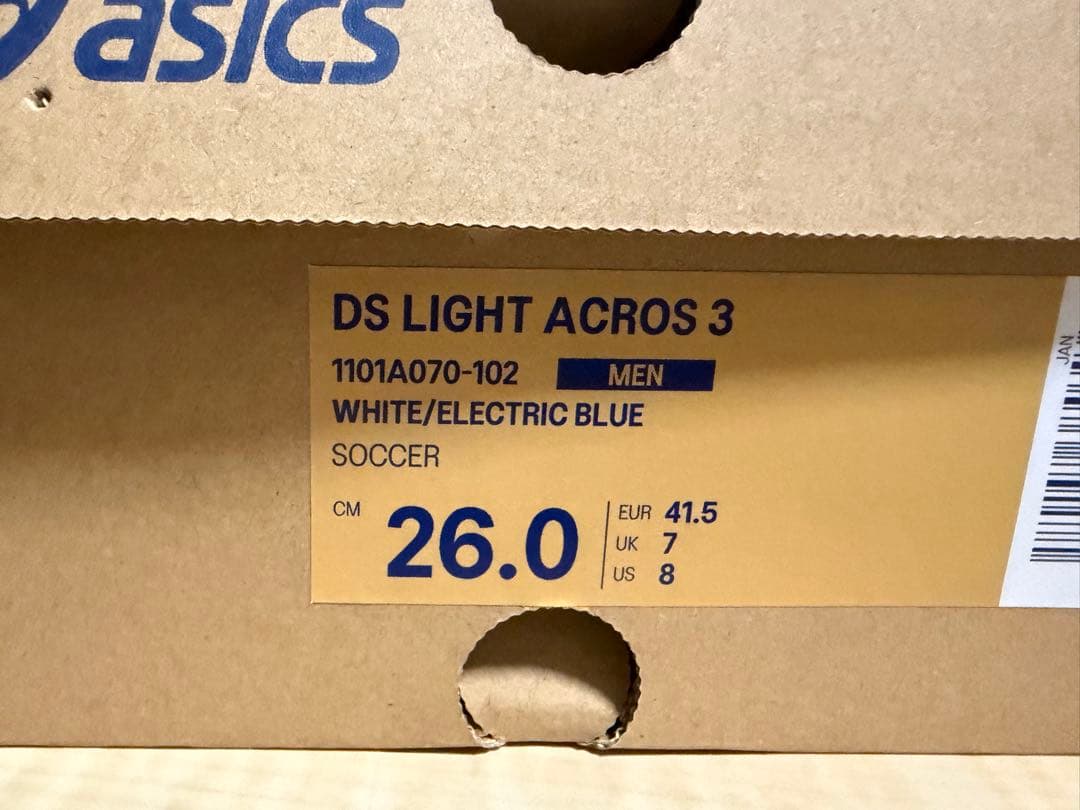 asics
DS LIGHT ACROS 3
1101A070-102 MEN
WHITE/ELECTRIC BLUE
SOCCER
CM 26.0
EUR 41.5
UK 7
US 8
JAN